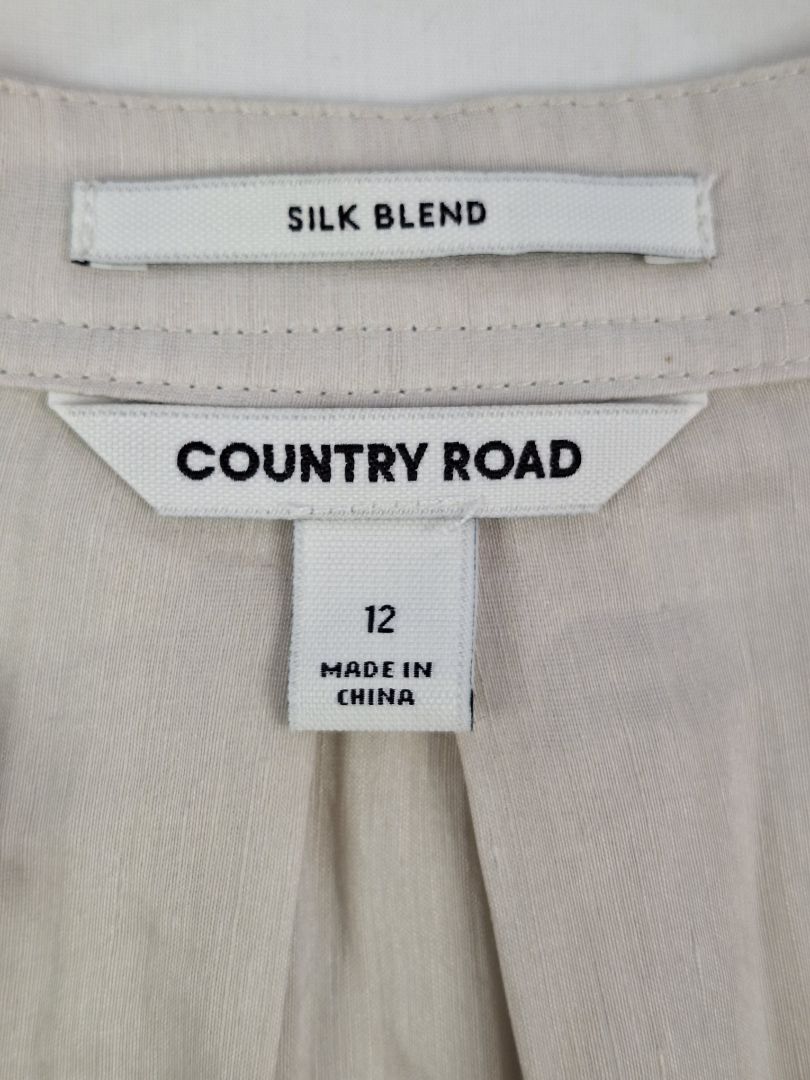 SILK BLEND
COUNTRY ROAD
12
MADE IN
CHINA